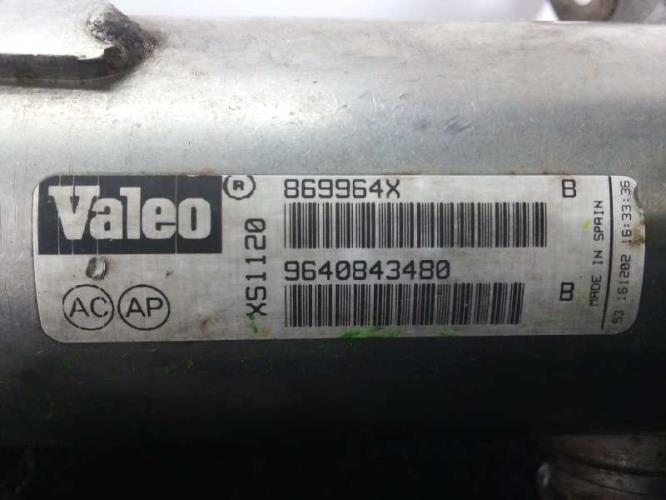 Valeo ®
AC AP
XS1120
869964X B
9640843480 B
MADE IN SPAIN
53 161202 16:33:36